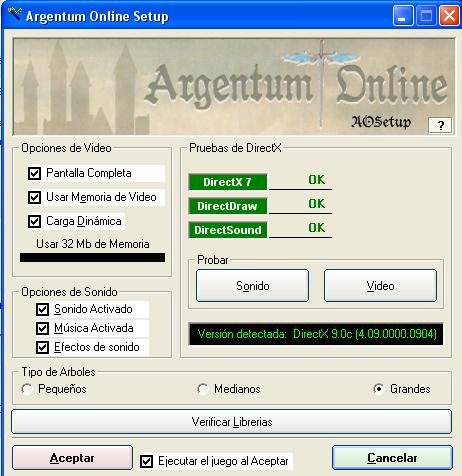 Argentum Online Setup
Argentum Online
AOSetup
?
Opciones de Video
Pantalla Completa
Usar Memoria de Video
Carga Dinámica
Usar 32 Mb de Memoria
Opciones de Sonido
Sonido Activado
Música Activada
Efectos de sonido
Pruebas de DirectX
DirectX 7 OK
DirectDraw OK
DirectSound OK
Probar
Sonido Video
Versión detectada: DirectX 9.0c (4.09.0000.0904)
Tipo de Arboles
Pequeños Medianos Grandes
Verificar Librerias
Aceptar Ejecutar el juego al Aceptar Cancelar